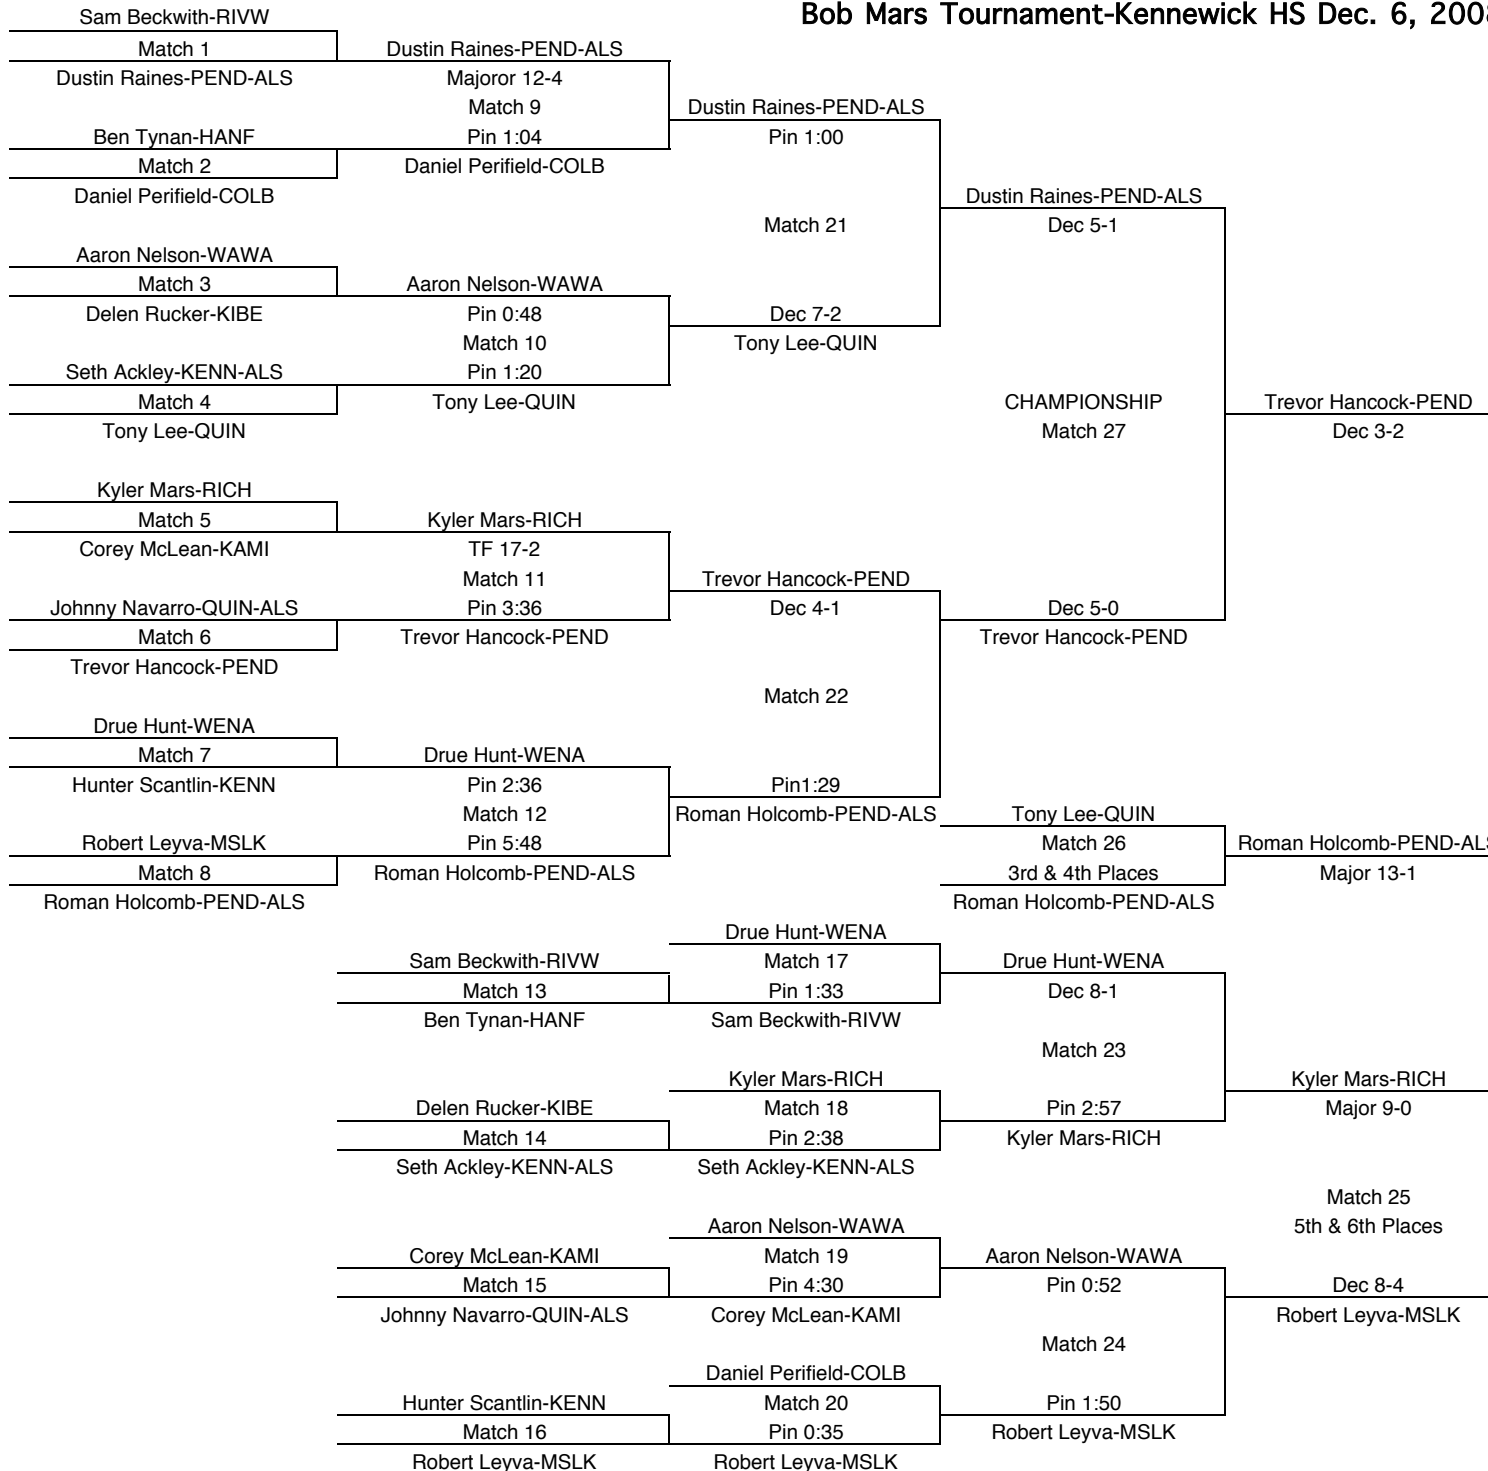 Bob Mars Tournament-Kennewick HS Dec. 6, 2008
Sam Beckwith-RIVW
Match 1
Dustin Raines-PEND-ALS
Dustin Raines-PEND-ALS
Majoror 12-4
Match 9
Dustin Raines-PEND-ALS
Ben Tynan-HANF
Pin 1:04
Pin 1:00
Match 2
Daniel Perifield-COLB
Daniel Perifield-COLB
Dustin Raines-PEND-ALS
Match 21
Dec 5-1
Aaron Nelson-WAWA
Match 3
Aaron Nelson-WAWA
Delen Rucker-KIBE
Pin 0:48
Dec 7-2
Match 10
Tony Lee-QUIN
Seth Ackley-KENN-ALS
Pin 1:20
Match 4
Tony Lee-QUIN
CHAMPIONSHIP
Trevor Hancock-PEND
Tony Lee-QUIN
Match 27
Dec 3-2
Kyler Mars-RICH
Match 5
Kyler Mars-RICH
Corey McLean-KAMI
TF 17-2
Match 11
Trevor Hancock-PEND
Johnny Navarro-QUIN-ALS
Pin 3:36
Dec 4-1
Dec 5-0
Match 6
Trevor Hancock-PEND
Trevor Hancock-PEND
Trevor Hancock-PEND
Match 22
Drue Hunt-WENA
Match 7
Drue Hunt-WENA
Hunter Scantlin-KENN
Pin 2:36
Pin1:29
Match 12
Roman Holcomb-PEND-ALS
Tony Lee-QUIN
Robert Leyva-MSLK
Pin 5:48
Match 26
Roman Holcomb-PEND-ALS
Match 8
Roman Holcomb-PEND-ALS
3rd & 4th Places
Major 13-1
Roman Holcomb-PEND-ALS
Roman Holcomb-PEND-ALS
Drue Hunt-WENA
Sam Beckwith-RIVW
Match 17
Drue Hunt-WENA
Match 13
Pin 1:33
Dec 8-1
Ben Tynan-HANF
Sam Beckwith-RIVW
Match 23
Kyler Mars-RICH
Kyler Mars-RICH
Delen Rucker-KIBE
Match 18
Pin 2:57
Major 9-0
Match 14
Pin 2:38
Kyler Mars-RICH
Seth Ackley-KENN-ALS
Seth Ackley-KENN-ALS
Match 25
Aaron Nelson-WAWA
5th & 6th Places
Corey McLean-KAMI
Match 19
Aaron Nelson-WAWA
Match 15
Pin 4:30
Pin 0:52
Dec 8-4
Johnny Navarro-QUIN-ALS
Corey McLean-KAMI
Robert Leyva-MSLK
Match 24
Daniel Perifield-COLB
Hunter Scantlin-KENN
Match 20
Pin 1:50
Match 16
Pin 0:35
Robert Leyva-MSLK
Robert Leyva-MSLK
Robert Leyva-MSLK